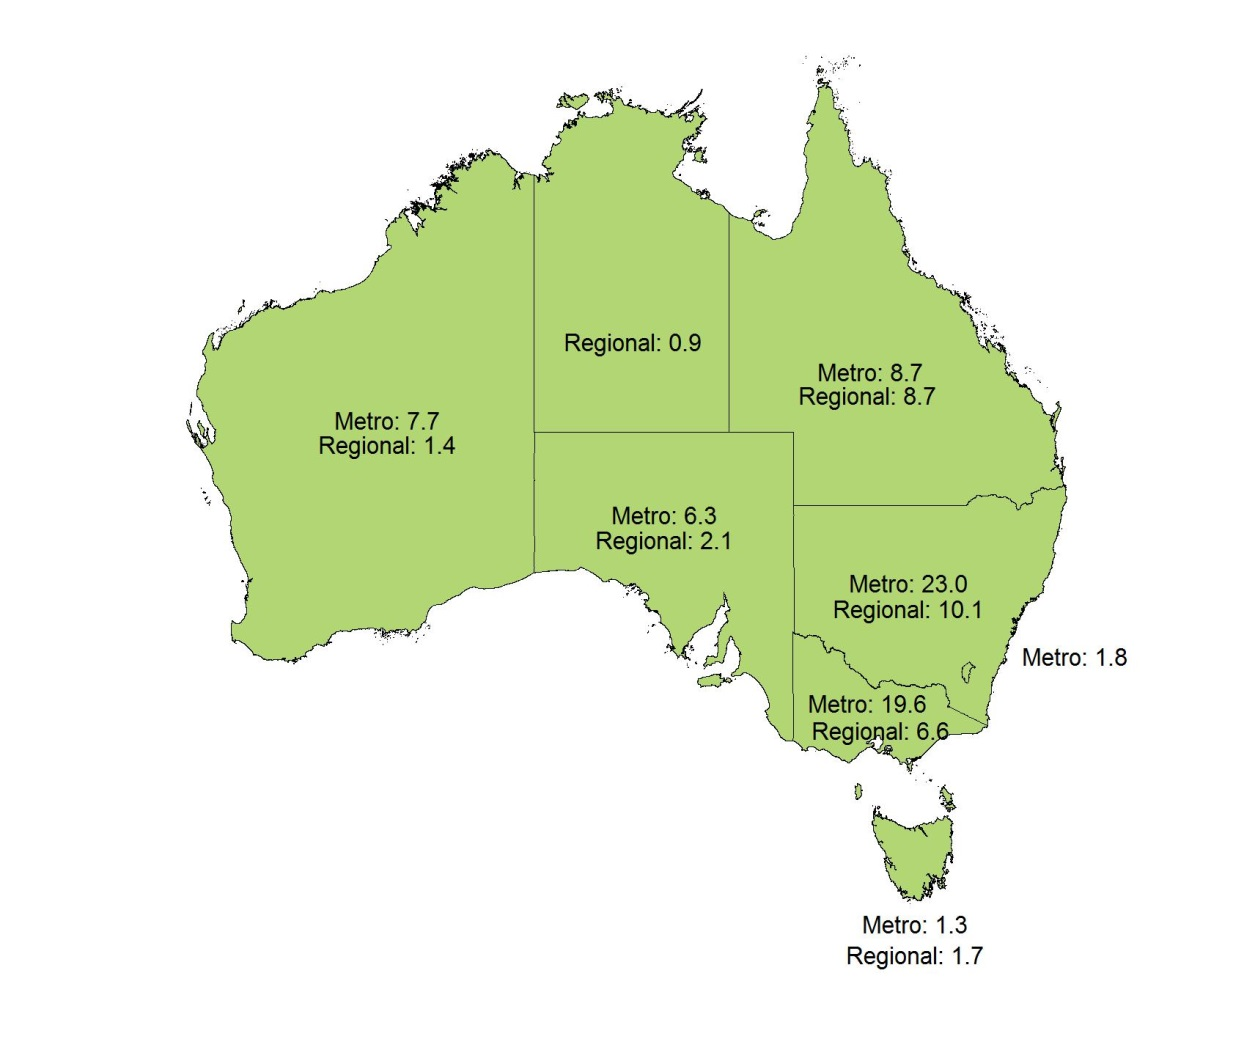 Regional: 0.9
Metro: 8.7
Regional: 8.7
Metro: 7.7
Regional: 1.4
Metro: 6.3
Regional: 2.1
Metro: 23.0
Regional: 10.1
Metro: 1.8
Metro: 19.6
Regional: 6.6
Metro: 1.3
Regional: 1.7